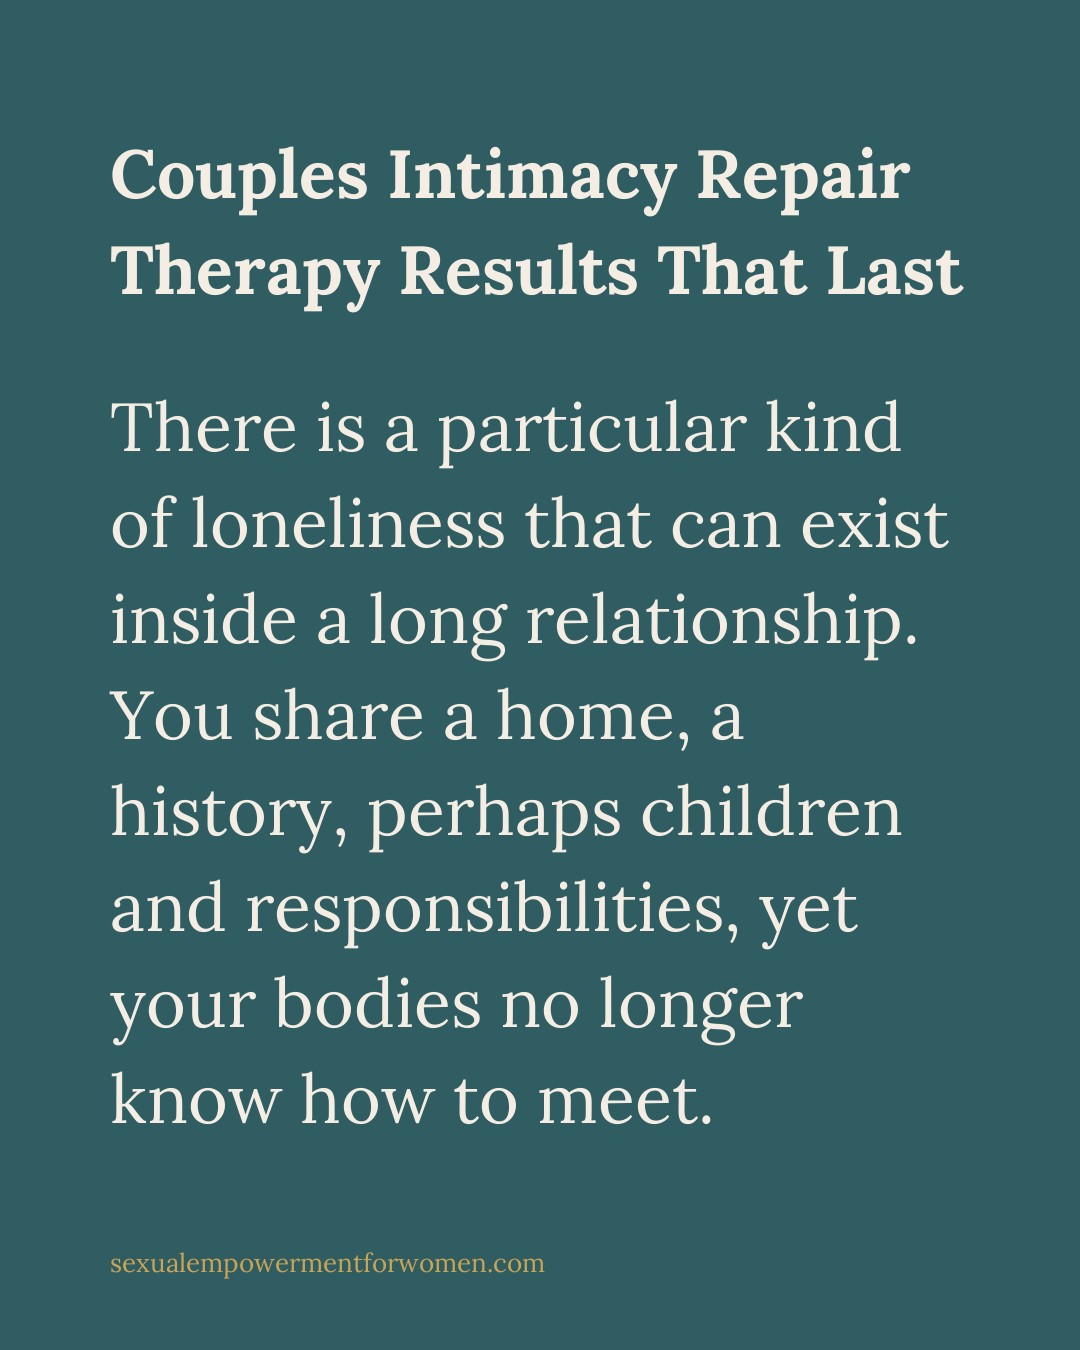 Couples Intimacy Repair
Therapy Results That Last
There is a particular kind
of loneliness that can exist
inside a long relationship.
You share a home, a
history, perhaps children
and responsibilities, yet
your bodies no longer
know how to meet.
sexualempowermentforwomen.com